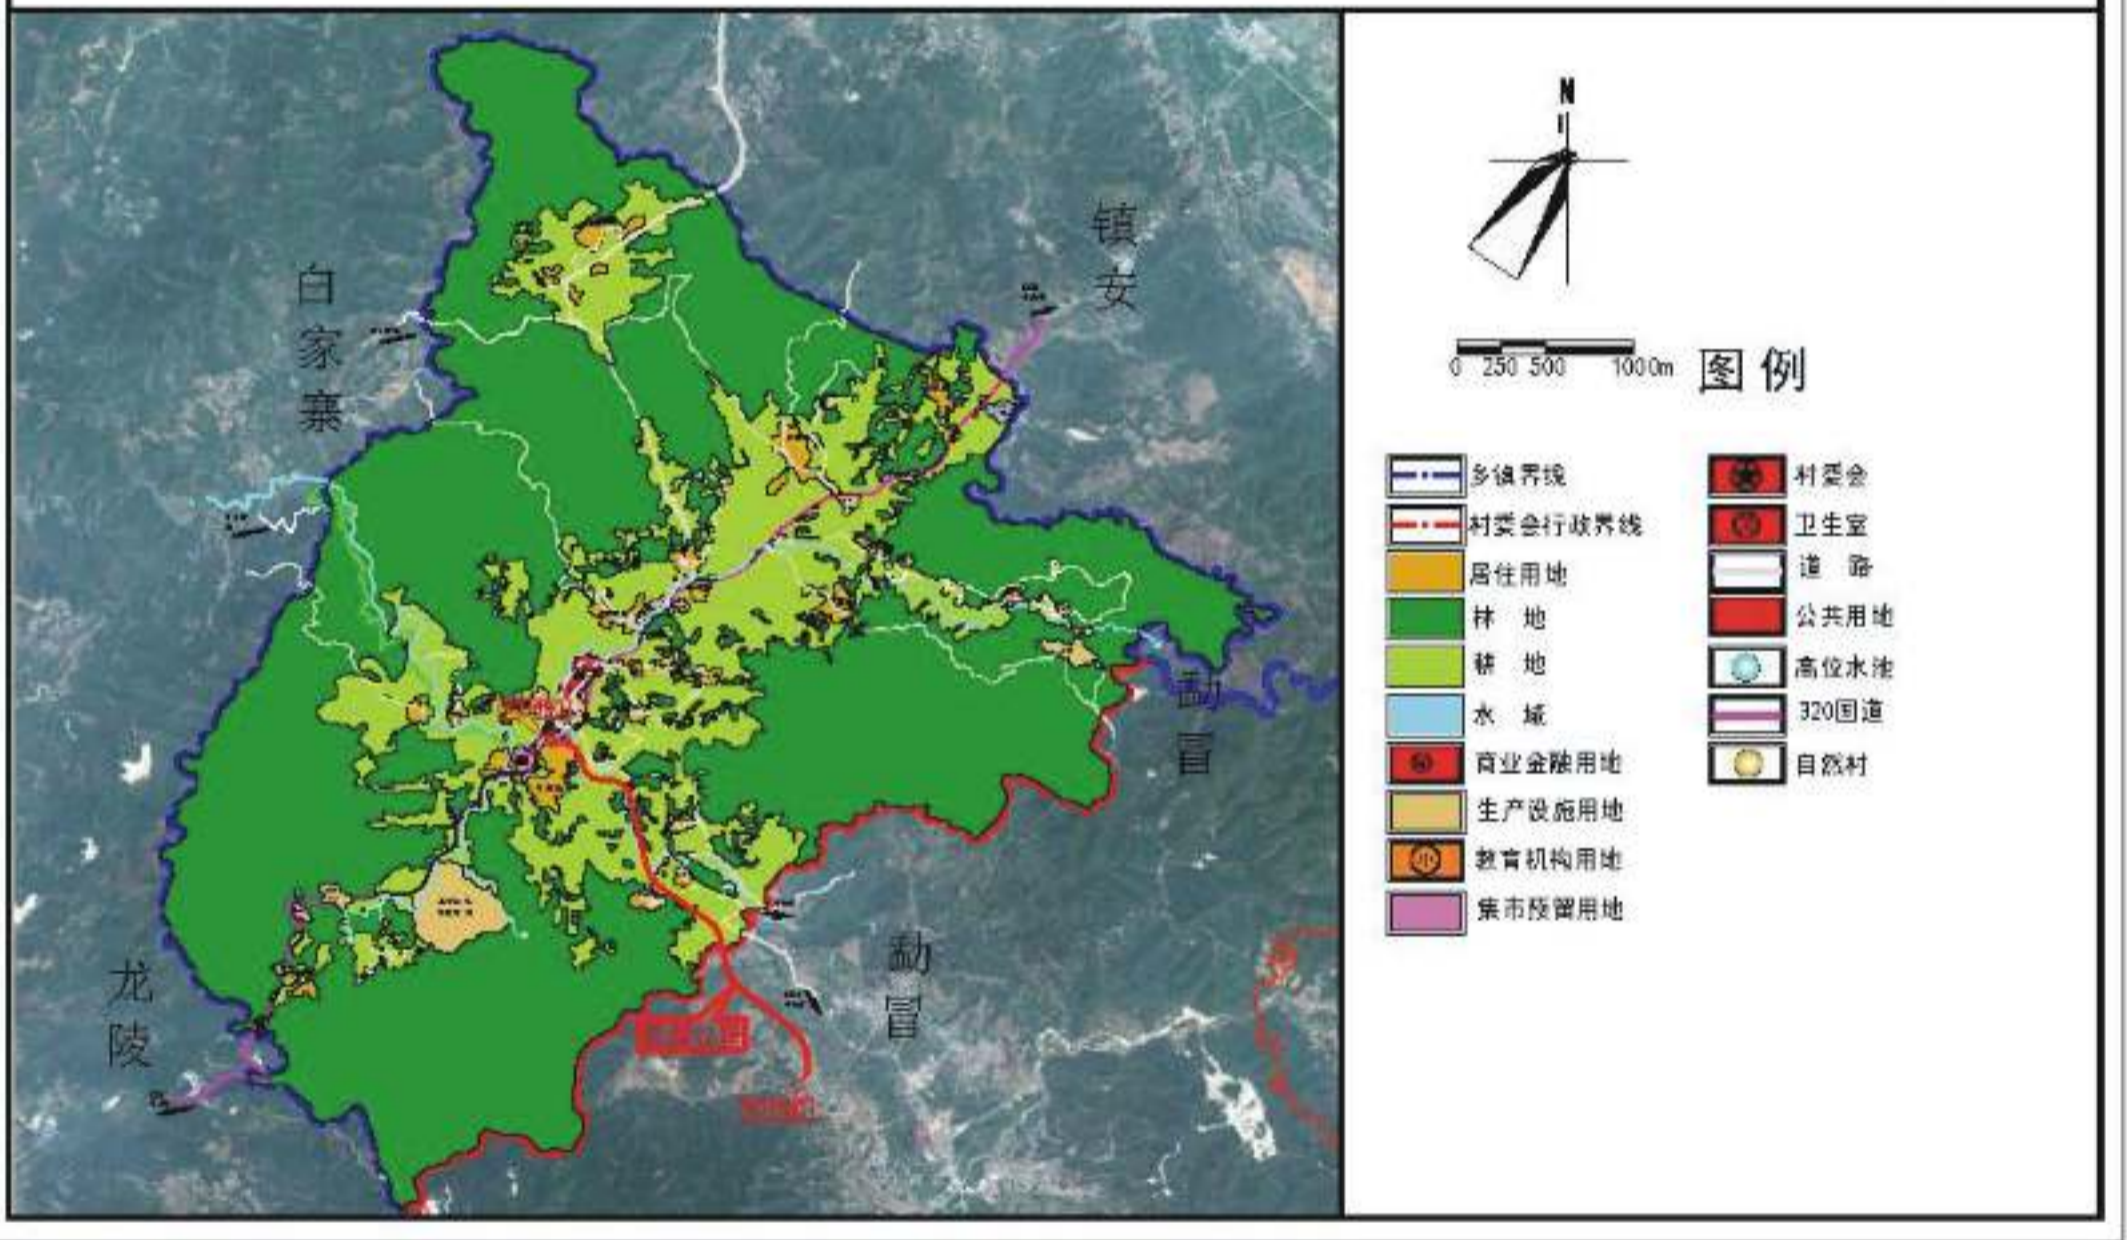 镇安
白家寨
勐冒
勐冒
龙陵
N
0 250 500 1000m
图例
乡镇界线
村委会行政界线
居住用地
林 地
耕 地
水 域
商业金融用地
生产设施用地
教育机构用地
集市预留用地
村委会
卫生室
道 路
公共用地
高位水池
320国道
自然村